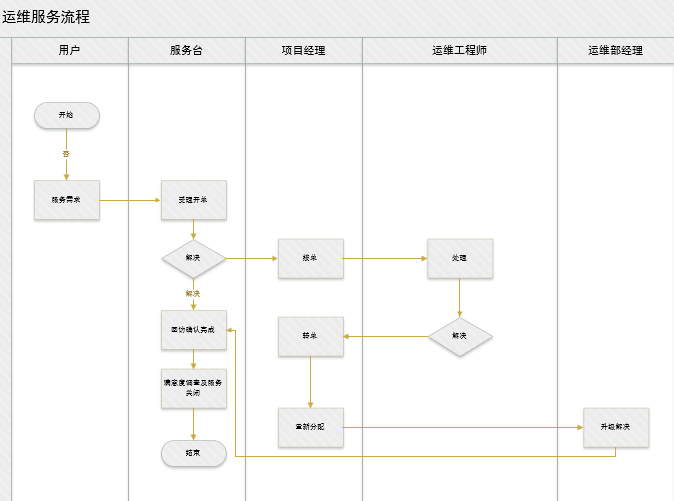 运维服务流程
用户
服务台
项目经理
运维工程师
运维部经理
开始
否
服务需求
受理开单
解决
接单
处理
解决
回访确认完成
转单
解决
满意度调查及服务
关闭
重新分配
升级解决
结束